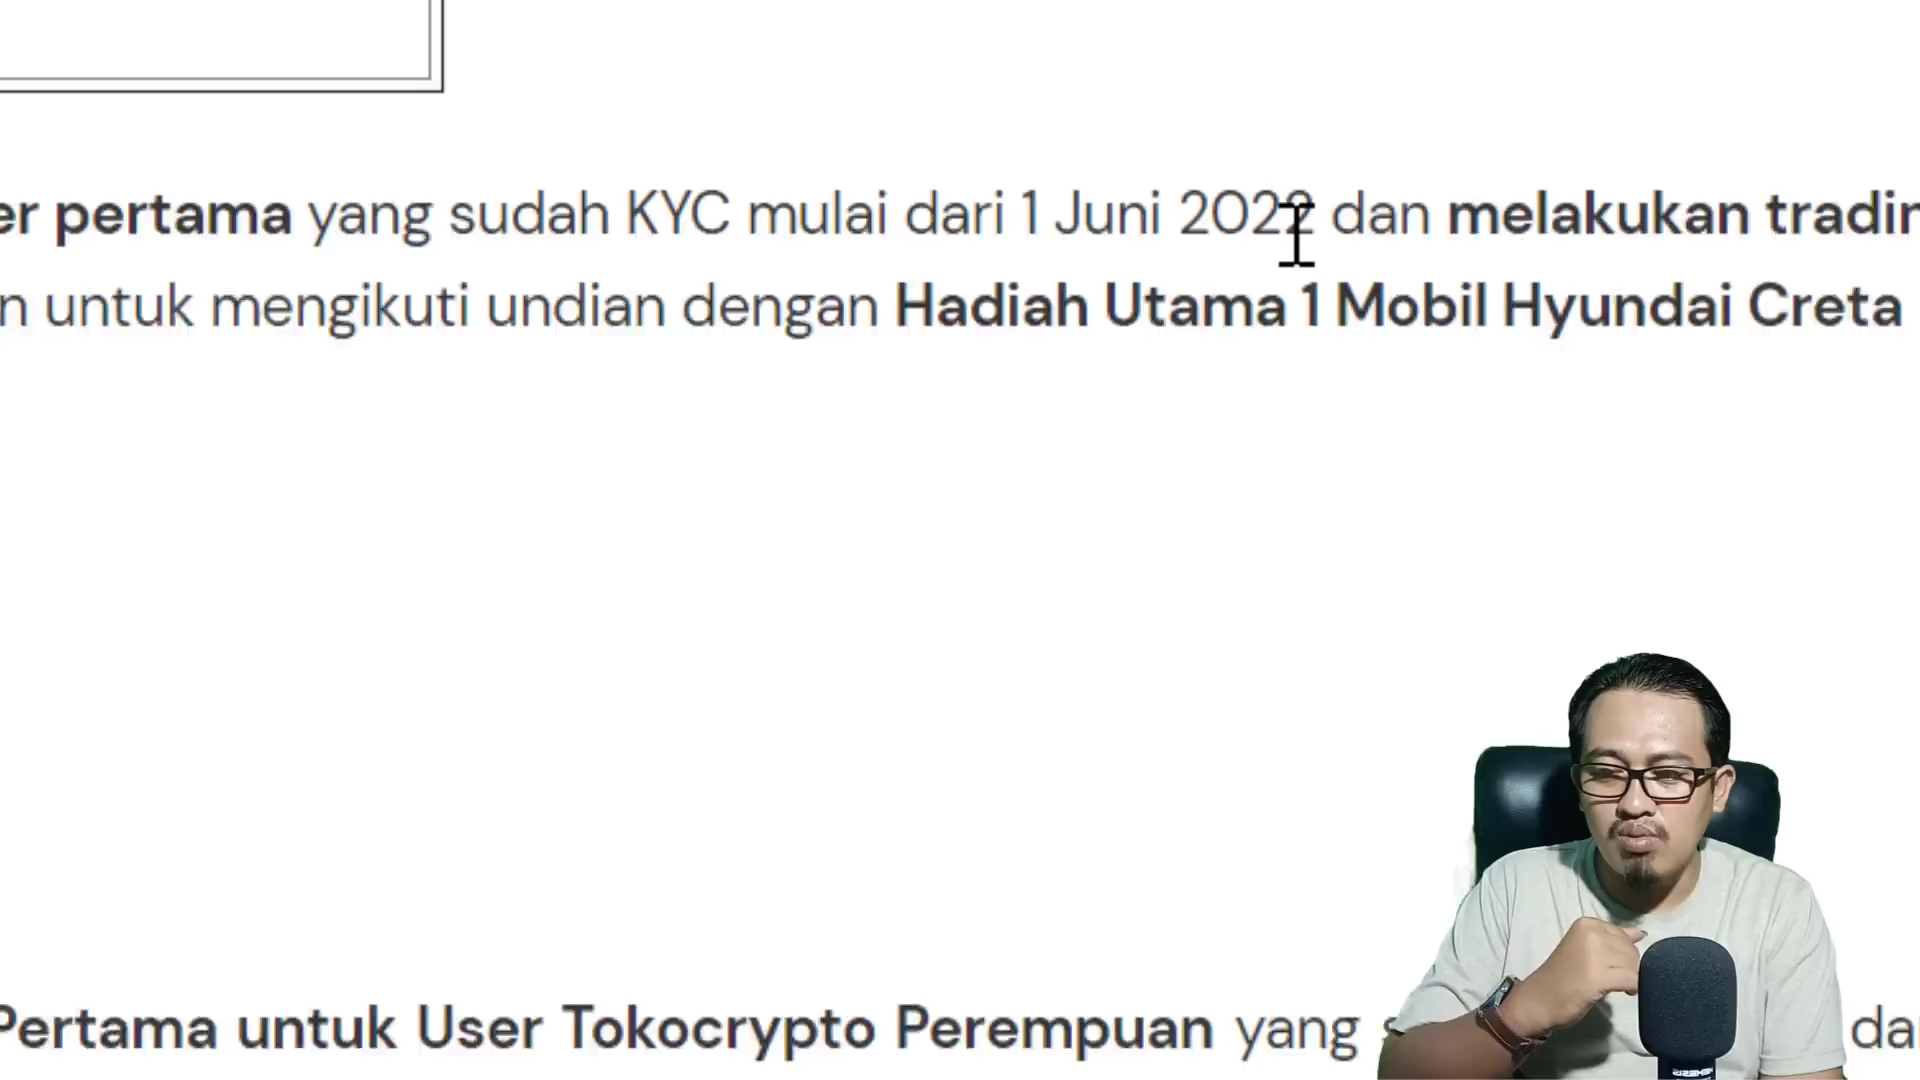 er pertama yang sudah KYC mulai dari 1 Juni 2022 dan melakukan tradin
n untuk mengikuti undian dengan Hadiah Utama 1 Mobil Hyundai Creta
Pertama untuk User Tokocrypto Perempuan yang